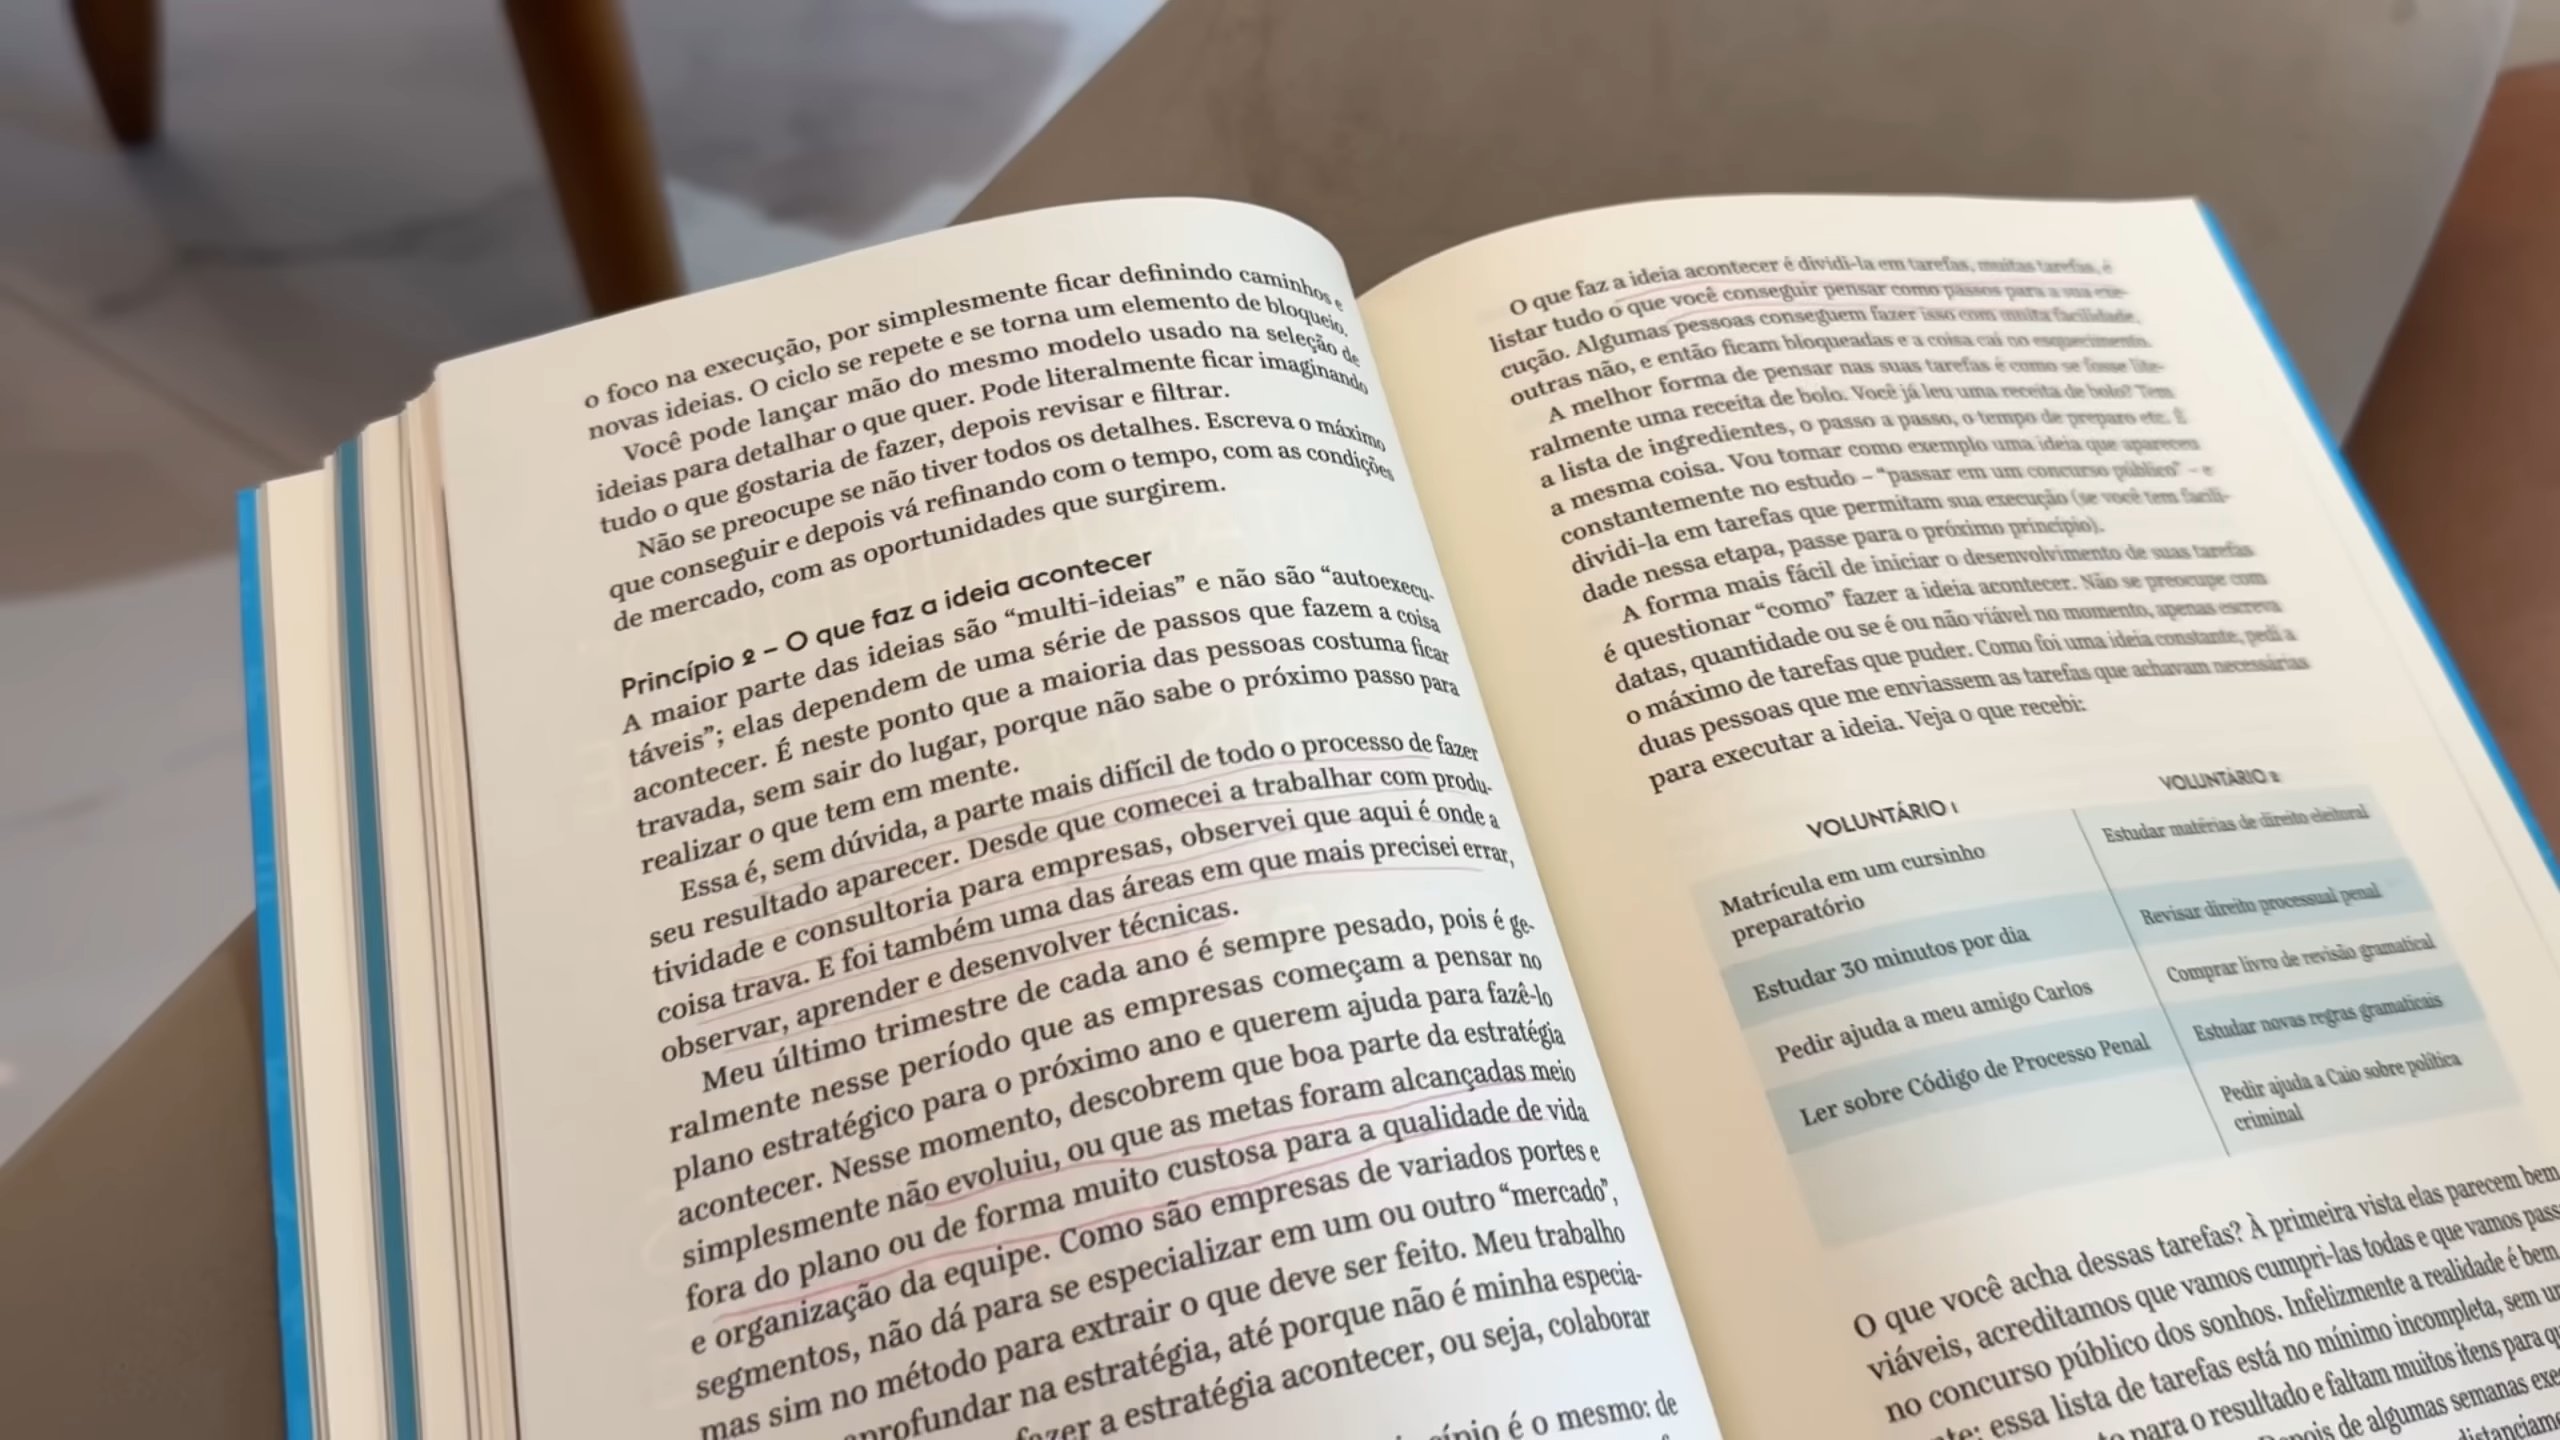 o foco na execução, por simplesmente ficar definindo caminhos e
novas ideias. O ciclo se repete e se torna um elemento de bloqueio.
Você pode lançar mão do mesmo modelo usado na seleção de
ideias para detalhar o que quer. Pode literalmente ficar imaginando
tudo o que gostaria de fazer, depois revisar e filtrar.
Não se preocupe se não tiver todos os detalhes. Escreva o máximo
que conseguir e depois vá refinando com o tempo, com as condições
de mercado, com as oportunidades que surgirem.
Princípio 2 – O que faz a ideia acontecer
A maior parte das ideias são “multi-ideias” e não são “autoexecu-
táveis”; elas dependem de uma série de passos que fazem a coisa
acontecer. É neste ponto que a maioria das pessoas costuma ficar
travada, sem sair do lugar, porque não sabe o próximo passo para
realizar o que tem em mente.
Essa é, sem dúvida, a parte mais difícil de todo o processo de fazer
seu resultado aparecer. Desde que comecei a trabalhar com produ-
tividade e consultoria para empresas, observei que aqui é onde a
coisa trava. E foi também uma das áreas em que mais precisei errar,
observar, aprender e desenvolver técnicas.
Meu último trimestre de cada ano é sempre pesado, pois é ge-
ralmente nesse período que as empresas começam a pensar no
plano estratégico para o próximo ano e querem ajuda para fazê-lo
acontecer. Nesse momento, descobrem que boa parte da estratégia
simplesmente não evoluiu, ou que as metas foram alcançadas meio
fora do plano ou de forma muito custosa para a qualidade de vida
e organização da equipe. Como são empresas de variados portes e
segmentos, não dá para se especializar em um ou outro “mercado”,
mas sim no método para extrair o que deve ser feito. Meu trabalho
profundar na estratégia, até porque não é minha especia-
fazer a estratégia acontecer, ou seja, colaborar
é o mesmo: de
O que faz a ideia acontecer é dividi-la em tarefas, muitas tarefas, é
listar tudo o que você conseguir pensar como passos para a sua exe-
cução. Algumas pessoas conseguem fazer isso com muita facilidade,
outras não, e então ficam bloqueadas e a coisa cai no esquecimento.
A melhor forma de pensar nas suas tarefas é como se fosse lite-
ralmente uma receita de bolo. Você já leu uma receita de bolo? Tem
a lista de ingredientes, o passo a passo, o tempo de preparo etc. É
a mesma coisa. Vou tomar como exemplo uma ideia que apareceu
constantemente no estudo – “passar em um concurso público” – e
dividi-la em tarefas que permitam sua execução (se você tem facili-
dade nessa etapa, passe para o próximo princípio).
A forma mais fácil de iniciar o desenvolvimento de suas tarefas
é questionar “como” fazer a ideia acontecer. Não se preocupe com
datas, quantidade ou se é ou não viável no momento, apenas escreva
o máximo de tarefas que puder. Como foi uma ideia constante, pedi a
duas pessoas que me enviassem as tarefas que achavam necessárias
para executar a ideia. Veja o que recebi:
VOLUNTÁRIO 1
Matrícula em um cursinho
preparatório
Estudar 30 minutos por dia
Pedir ajuda a meu amigo Carlos
Ler sobre Código de Processo Penal
VOLUNTÁRIO 2
Estudar matérias de direito eleitoral
Revisar direito processual penal
Comprar livro de revisão gramatical
Estudar novas regras gramaticais
Pedir ajuda a Caio sobre política
criminal
O que você acha dessas tarefas? À primeira vista elas parecem bem
viáveis, acreditamos que vamos cumpri-las todas e que vamos
no concurso público dos sonhos. Infelizmente a realidade é bem
essa lista de tarefas está no mínimo incompleta, sem
para o resultado e faltam muitos itens para
de algumas semanas